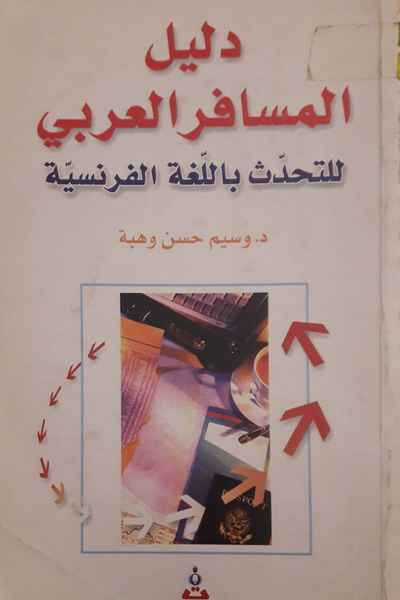 دليل
المسافر العربي
للتحدّث باللّغة الفرنسيّة
د. وسيم حسن وهبة